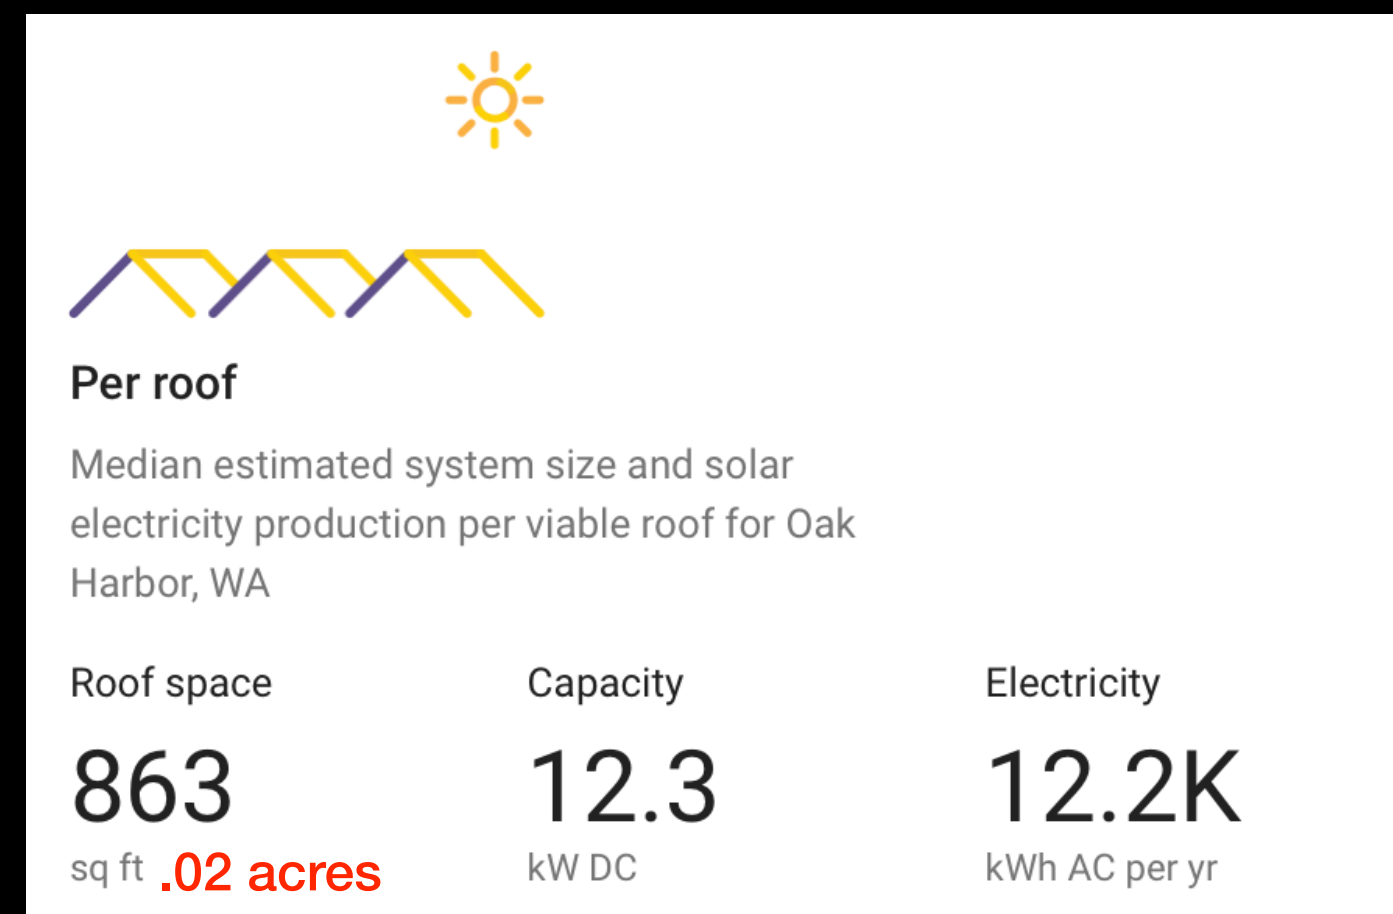 Per roof
Median estimated system size and solar
electricity production per viable roof for Oak
Harbor, WA
Roof space
Capacity
Electricity
863
12.3
12.2K
sq ft .02 acres
kW DC
kWh AC per yr